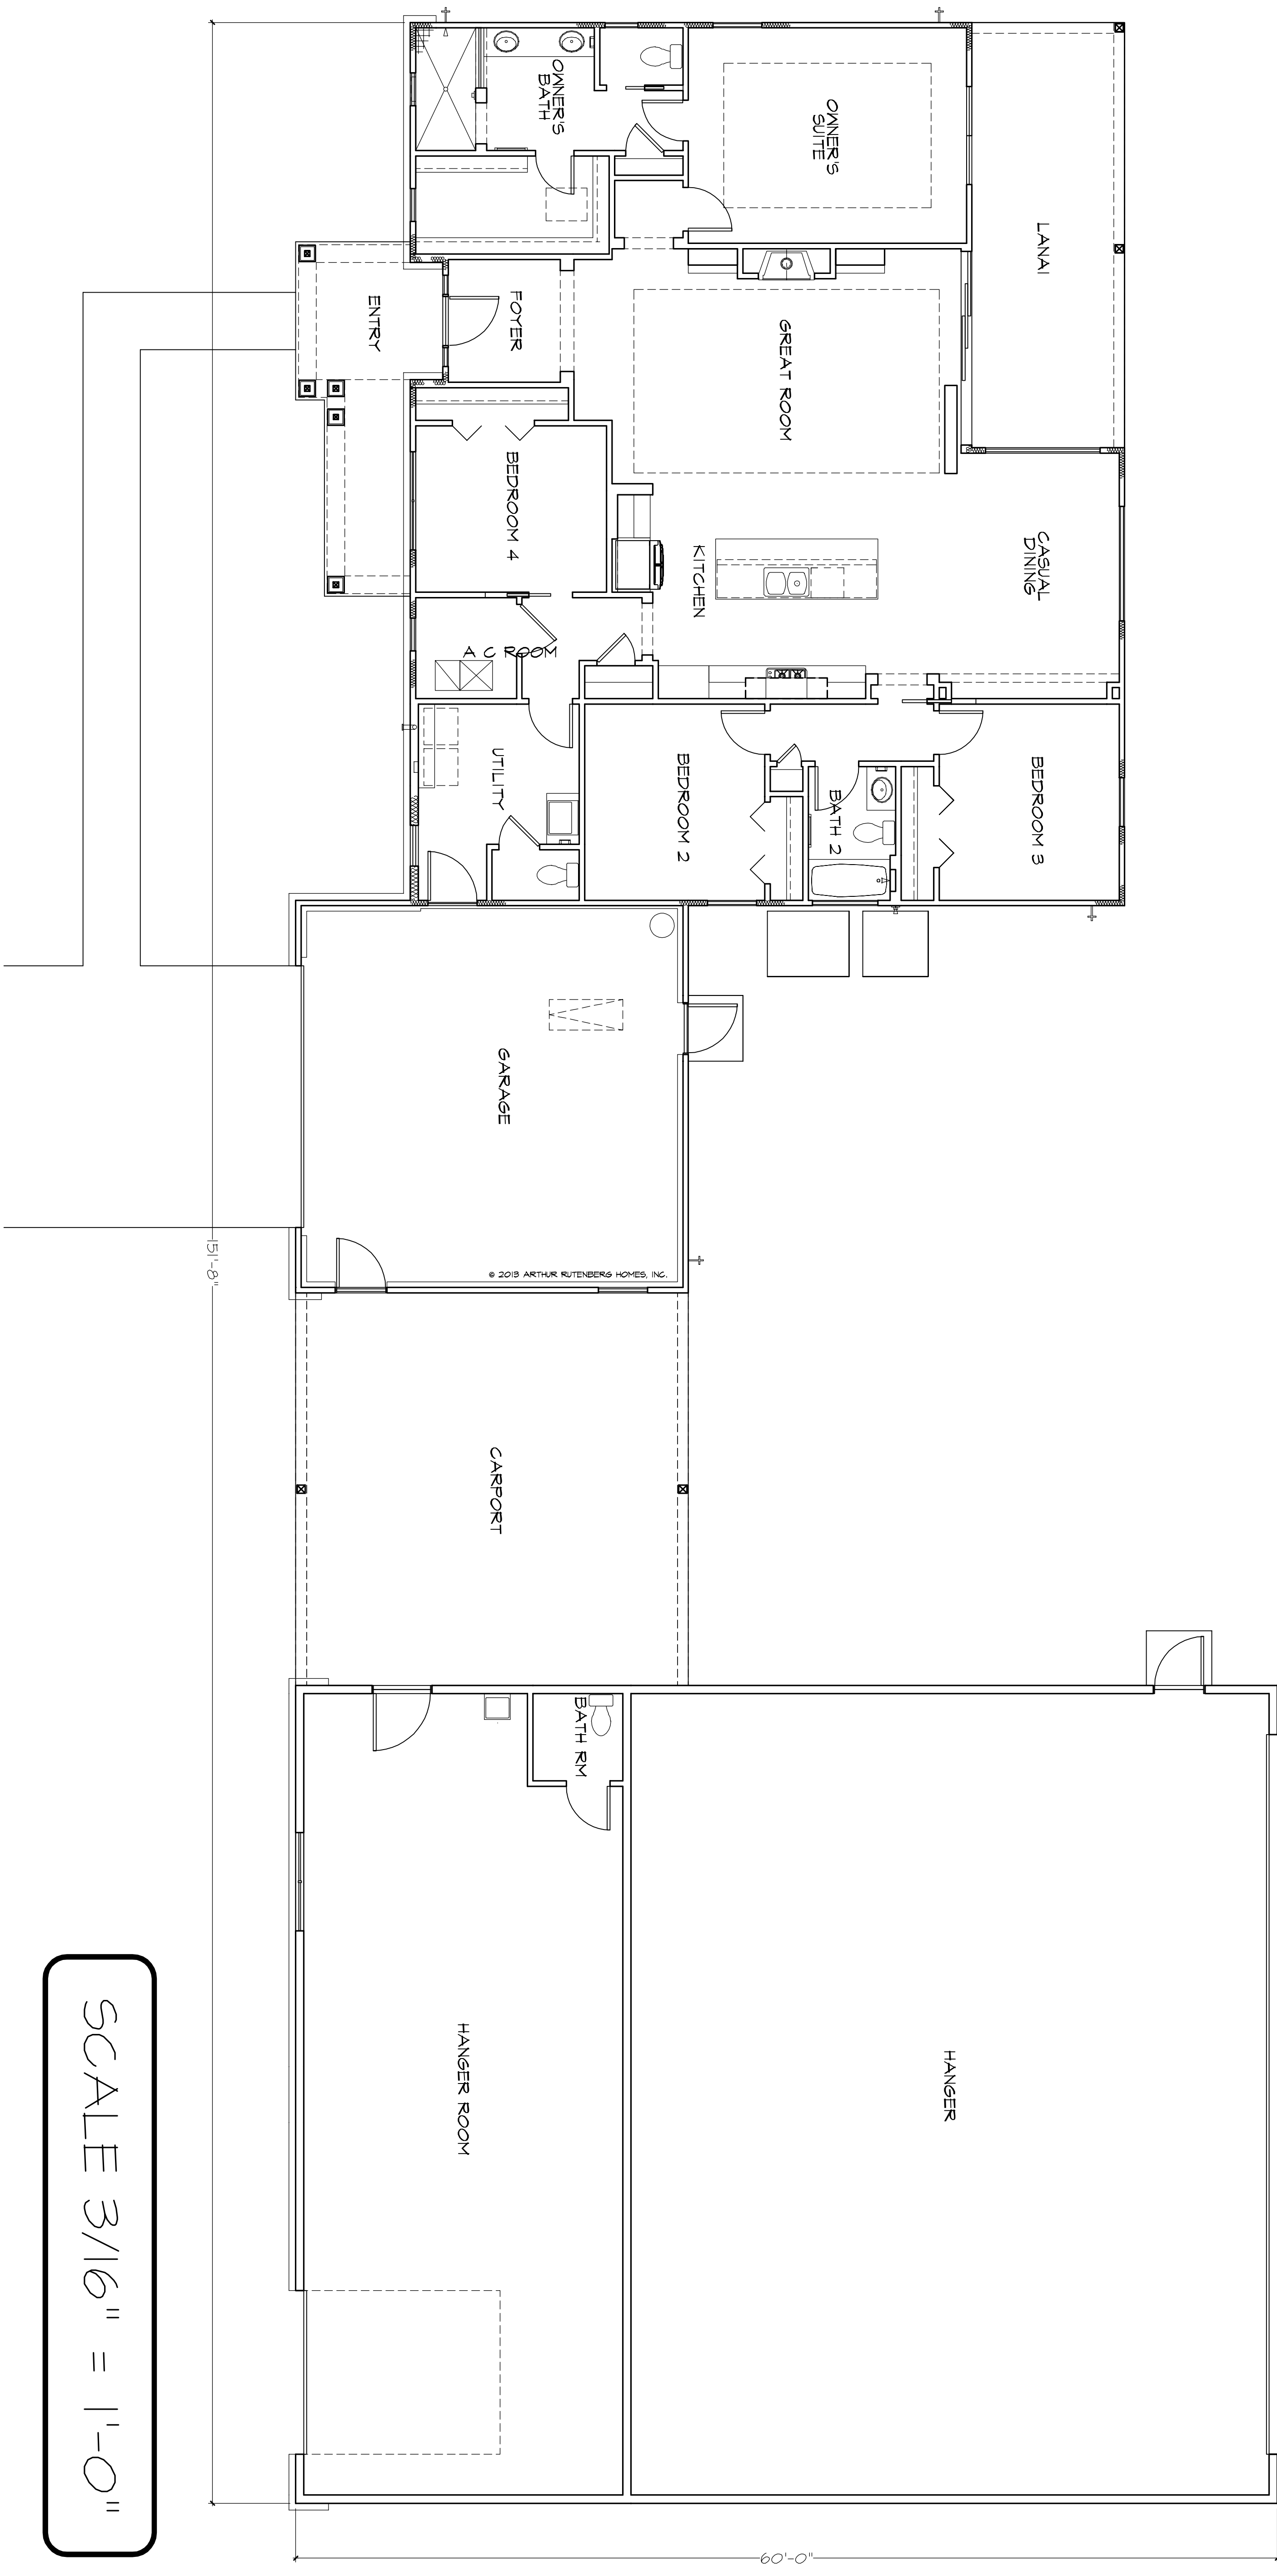 OWNER'S
BATH
OWNER'S
SUITE
LANAI
ENTRY
FOYER
GREAT ROOM
BEDROOM 4
KITCHEN
CASUAL
DINING
A C ROOM
UTILITY
BEDROOM 2
BATH 2
BEDROOM 3
GARAGE
© 2013 ARTHUR RUTENBERG HOMES, INC.
151'-8"
CARPORT
BATH RM
HANGER ROOM
HANGER
SCALE 3/16" = 1'-0"
60'-0"